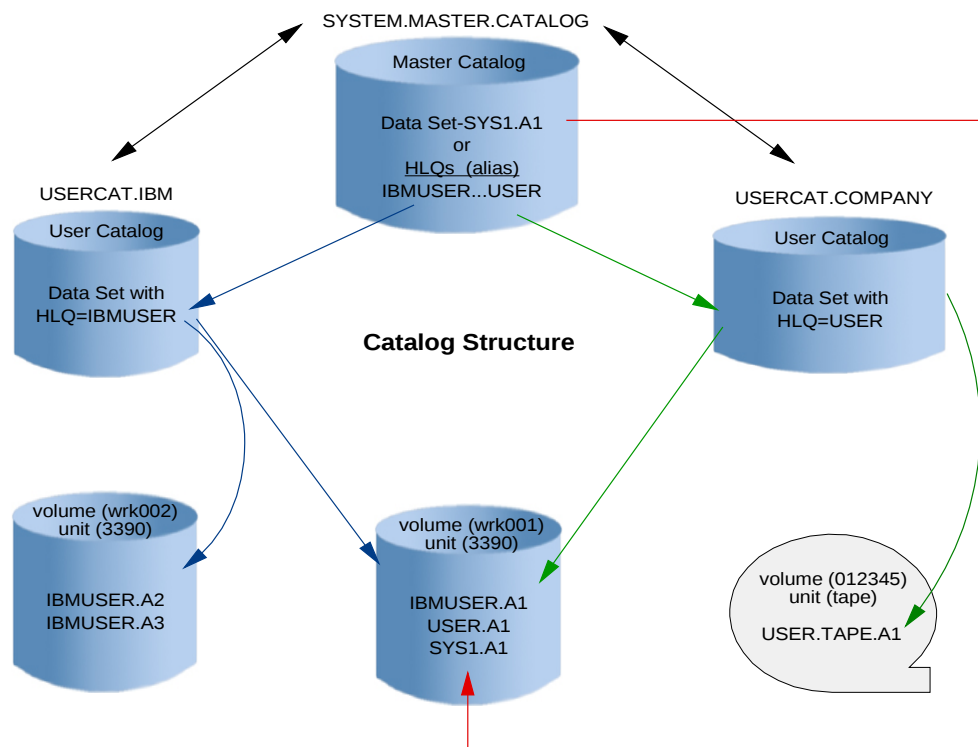 SYSTEM.MASTER.CATALOG
Master Catalog
Data Set-SYS1.A1
or
HLQs (alias)
IBMUSER...USER
USERCAT.IBM
User Catalog
Data Set with
HLQ=IBMUSER
USERCAT.COMPANY
User Catalog
Data Set with
HLQ=USER
Catalog Structure
volume (wrk002)
unit (3390)
IBMUSER.A2
IBMUSER.A3
volume (wrk001)
unit (3390)
IBMUSER.A1
USER.A1
SYS1.A1
volume (012345)
unit (tape)
USER.TAPE.A1